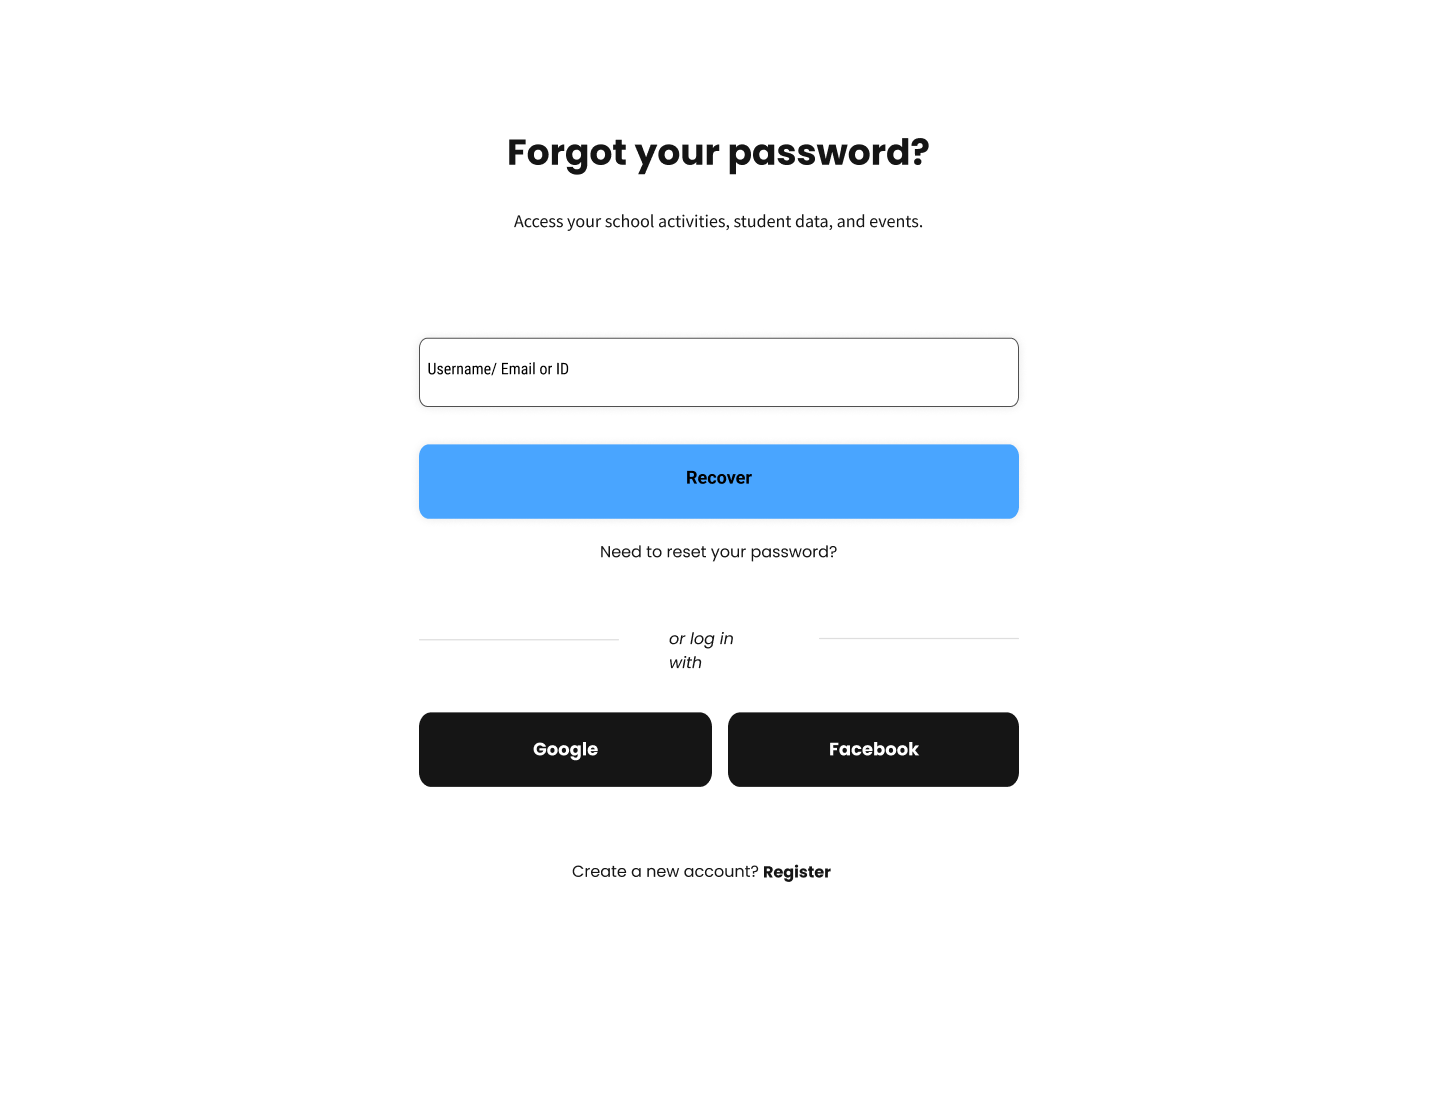 Forgot your password?
Access your school activities, student data, and events.
Username/ Email or ID
Recover
Need to reset your password?
or log in
with
Google
Facebook
Create a new account? Register